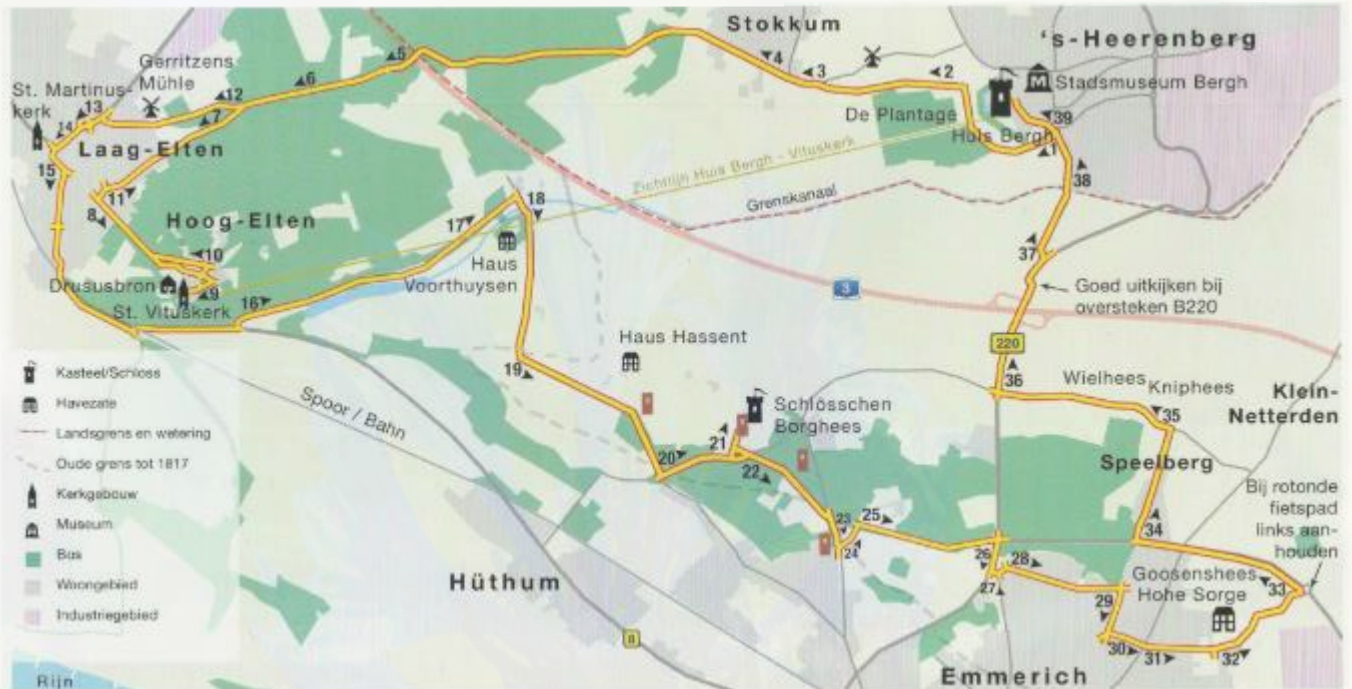 Stokkum
's-Heerenberg
Gerritzens
Mühle
St. Martinus-
kerk
Stadsmuseum Bergh
De Plantage
Huis Bergh
Laag-Elten
Zichtlijn Huis Bergh - Vituskerk
Grenskanaal
Hoog-Elten
Haus
Voorthuysen
Drususbron
St. Vituskerk
Goed uitkijken bij
oversteken B220
3
220
Haus Hassent
Schlösschen
Borghees
Wielhees
Kniphees
Klein-
Netterden
Speelberg
Bij rotonde
fietspad
links aan-
houden
Spoor / Bahn
Goosenshees
Hohe Sorge
Hüthum
8
Emmerich
Rijn
Kasteel/Schloss
Havezate
Landsgrens en wetering
Oude grens tot 1817
Kerkgebouw
Museum
Bos
Woongebied
Industriegebied
1
2
3
4
5
6
7
8
9
10
11
12
13
14
15
16
17
18
19
20
21
22
23
24
25
26
27
28
29
30
31
32
33
34
35
36
37
38
39
M